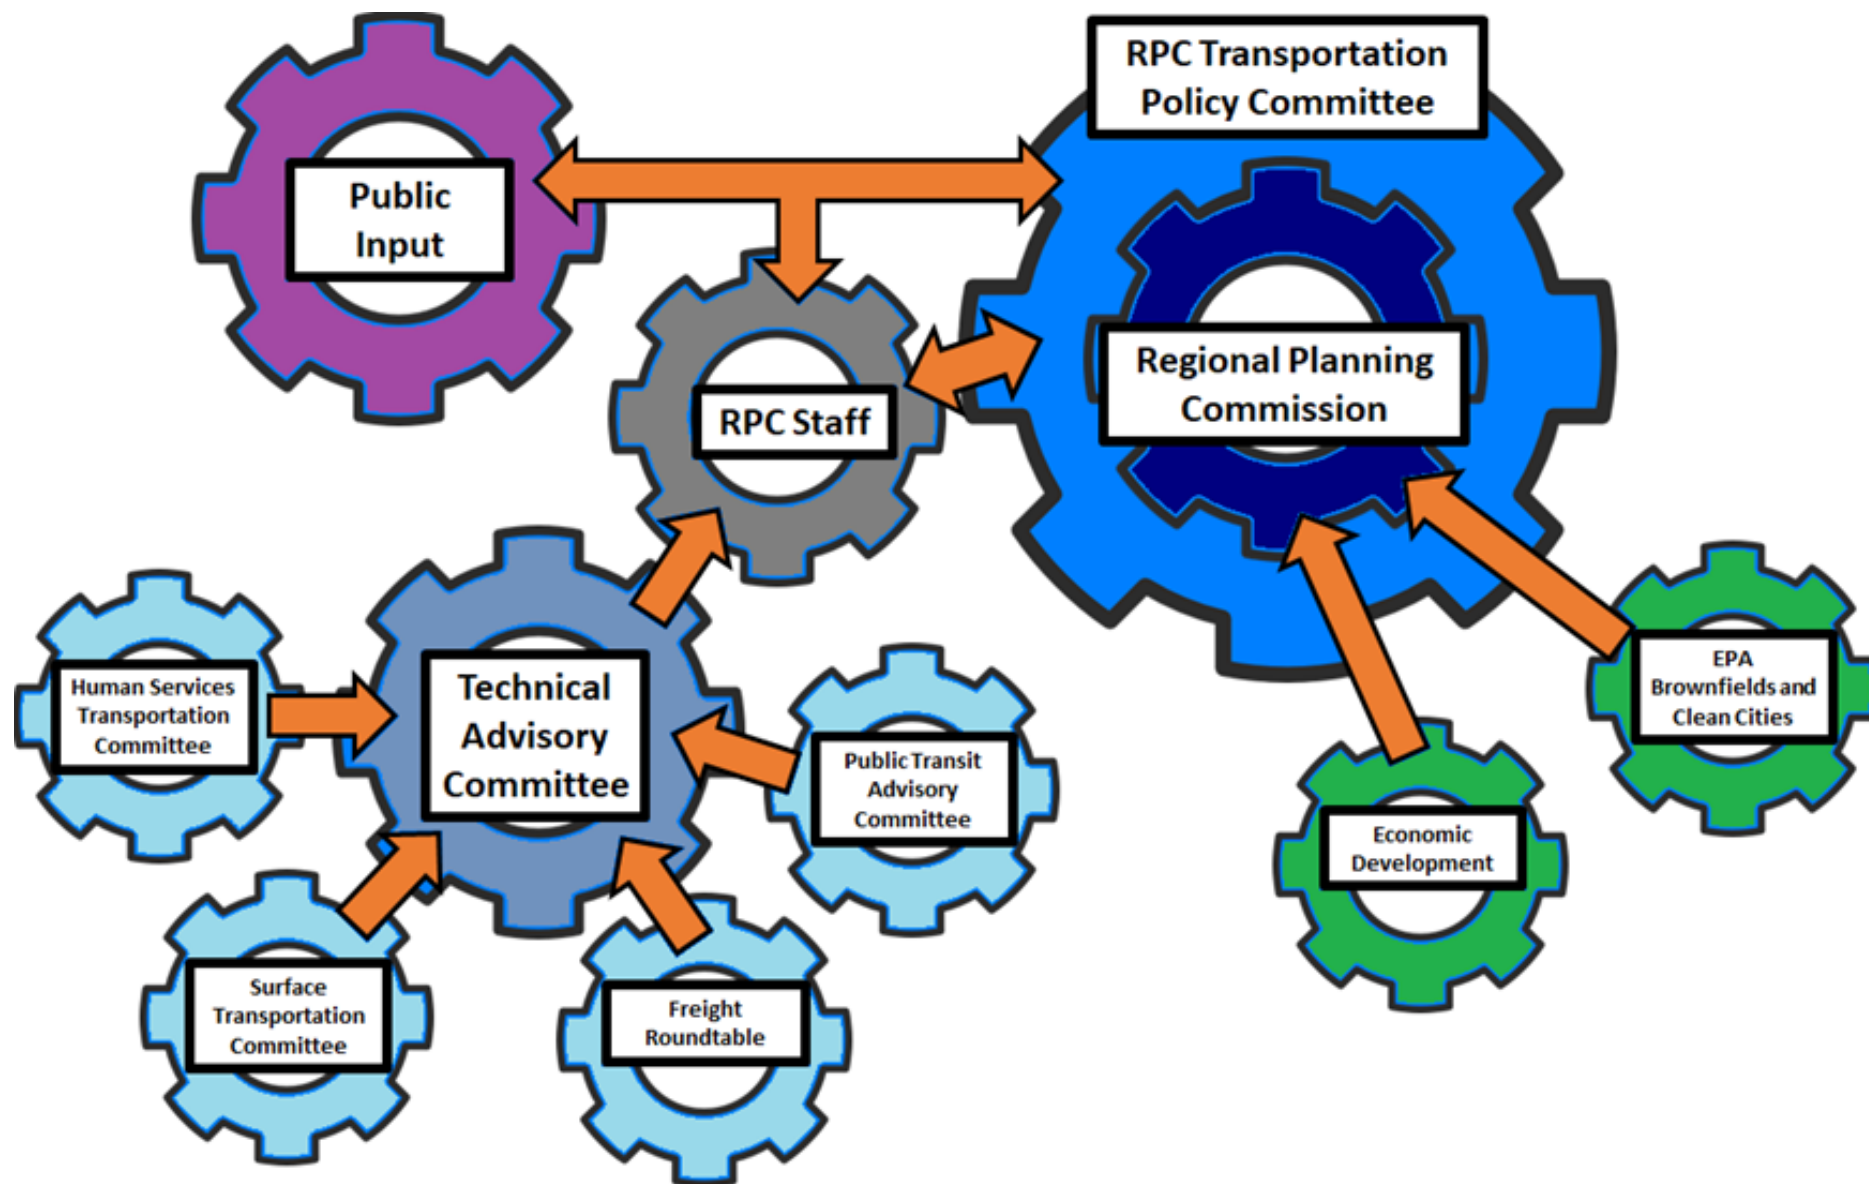 RPC Transportation
Policy Committee
Public
Input
Regional Planning
Commission
RPC Staff
Technical
Advisory
Committee
Human Services
Transportation
Committee
Public Transit
Advisory
Committee
Surface
Transportation
Committee
Freight
Roundtable
EPA
Brownfields and
Clean Cities
Economic
Development